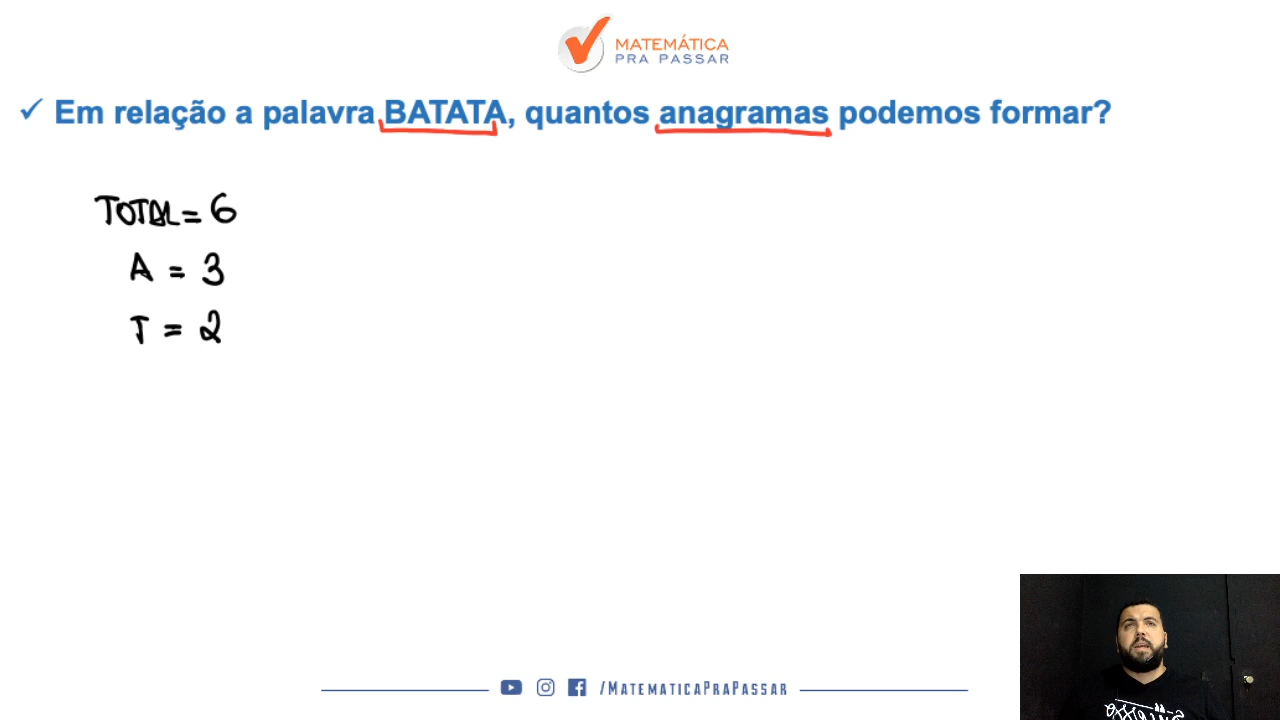 MATEMÁTICA
PRA PASSAR
✓ Em relação a palavra BATATA, quantos anagramas podemos formar?
TOTAL = 6
A = 3
T = 2
/MATEMATICAPRAPASSAR